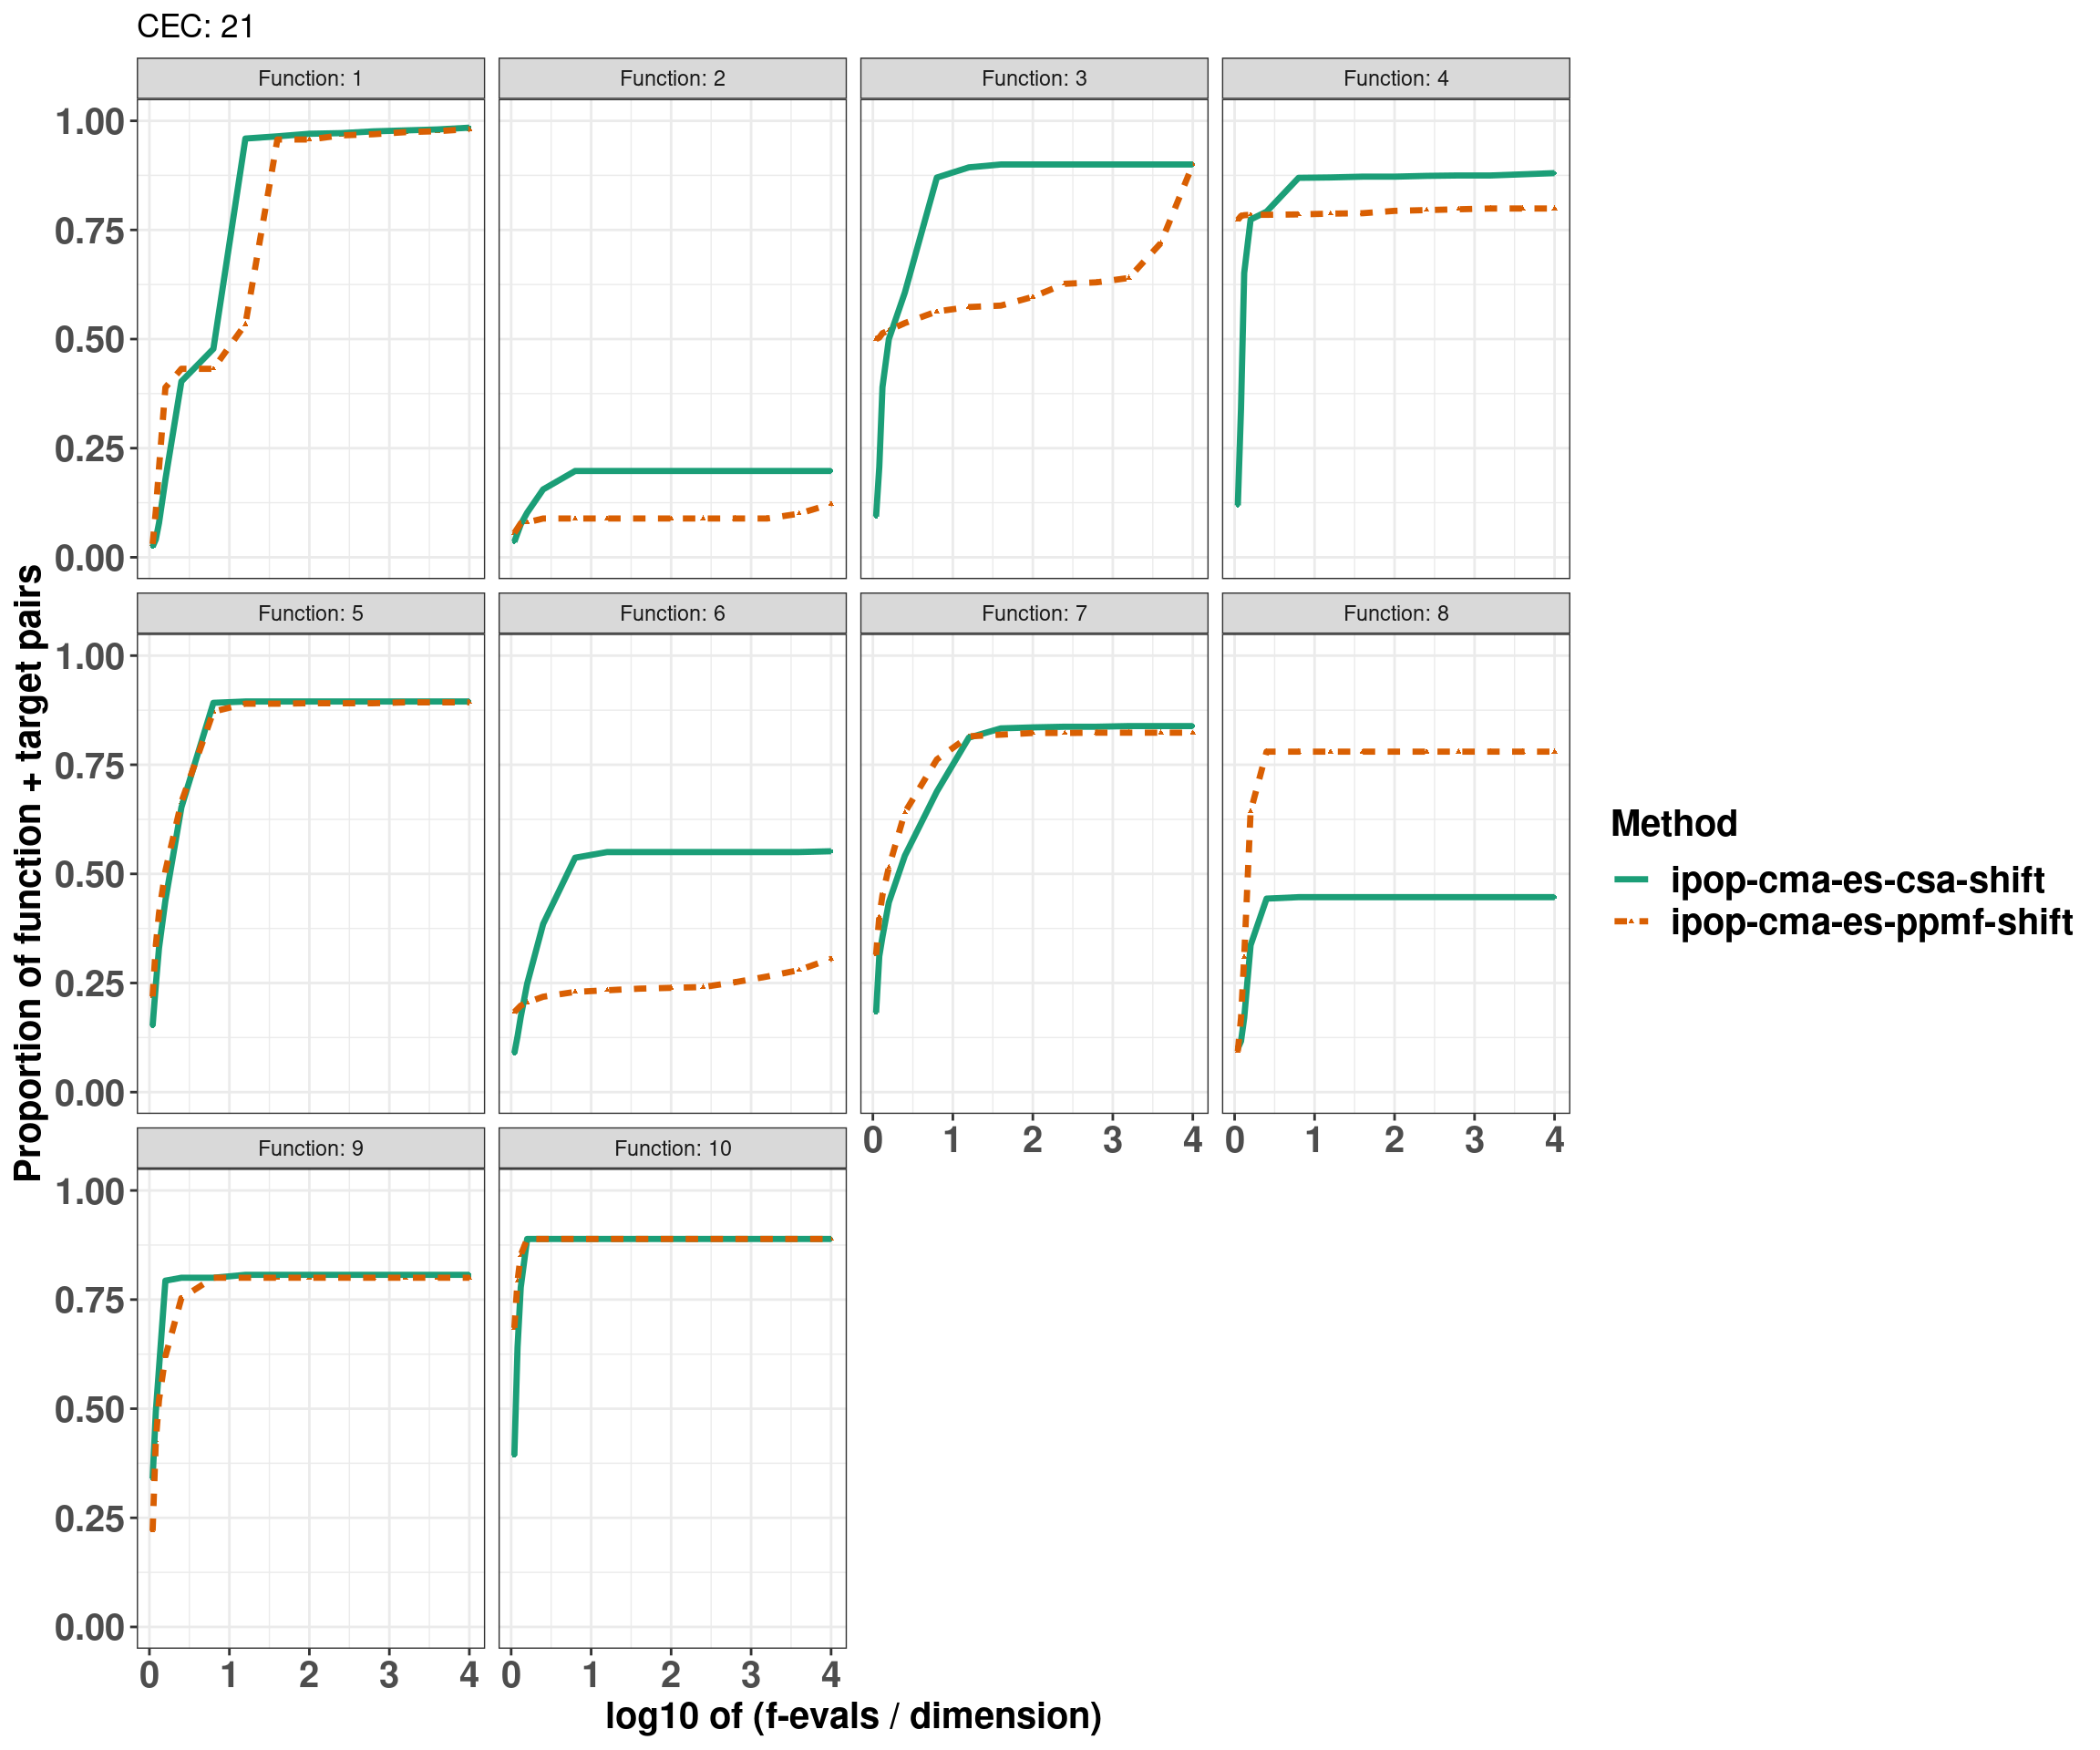 CEC: 21
Function: 1
Function: 2
Function: 3
Function: 4
1.00
0.75
0.50
0.25
0.00
Function: 5
Function: 6
Function: 7
Function: 8
1.00
0.75
0.50
0.25
0.00
0 1 2 3 4
0 1 2 3 4
Function: 9
Function: 10
1.00
0.75
0.50
0.25
0.00
0 1 2 3 4
0 1 2 3 4
log10 of (f-evals / dimension)
Proportion of function + target pairs
Method
ipop-cma-es-csa-shift
ipop-cma-es-ppmf-shift